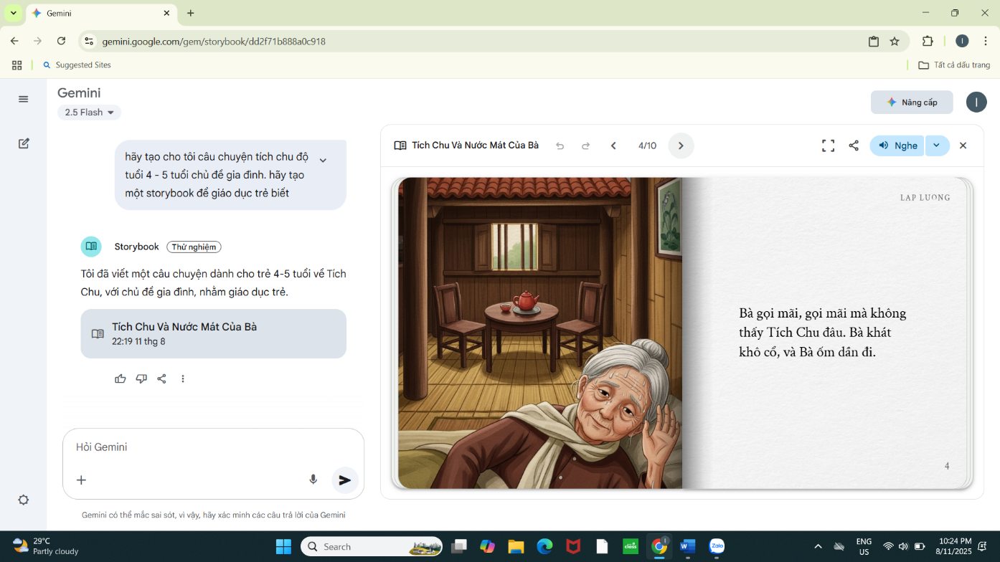 Gemini
gemini.google.com/gem/storybook/dd2f71b888a0c918
I
Suggested Sites
Tất cả dấu trang
Gemini
2.5 Flash
Nâng cấp
I
hãy tạo cho tôi câu chuyện tích chu độ
tuổi 4 - 5 tuổi chủ đề gia đình. hãy tạo
một storybook để giáo dục trẻ biết
Storybook
Thử nghiệm
Tôi đã viết một câu chuyện dành cho trẻ 4-5 tuổi về Tích
Chu, với chủ đề gia đình, nhằm giáo dục trẻ.
Tích Chu Và Nước Mát Của Bà
22:19 11 thg 8
Hỏi Gemini
Gemini có thể mắc sai sót, vì vậy, hãy xác minh các câu trả lời của Gemini
Tích Chu Và Nước Mát Của Bà
4/10
Nghe
LAP LUONG
Bà gọi mãi, gọi mãi mà không
thấy Tích Chu đâu. Bà khát
khô cổ, và Bà ốm dần đi.
4
29°C
Partly cloudy
Search
class
W
Zalo
ENG
US
10:24 PM
8/11/2025